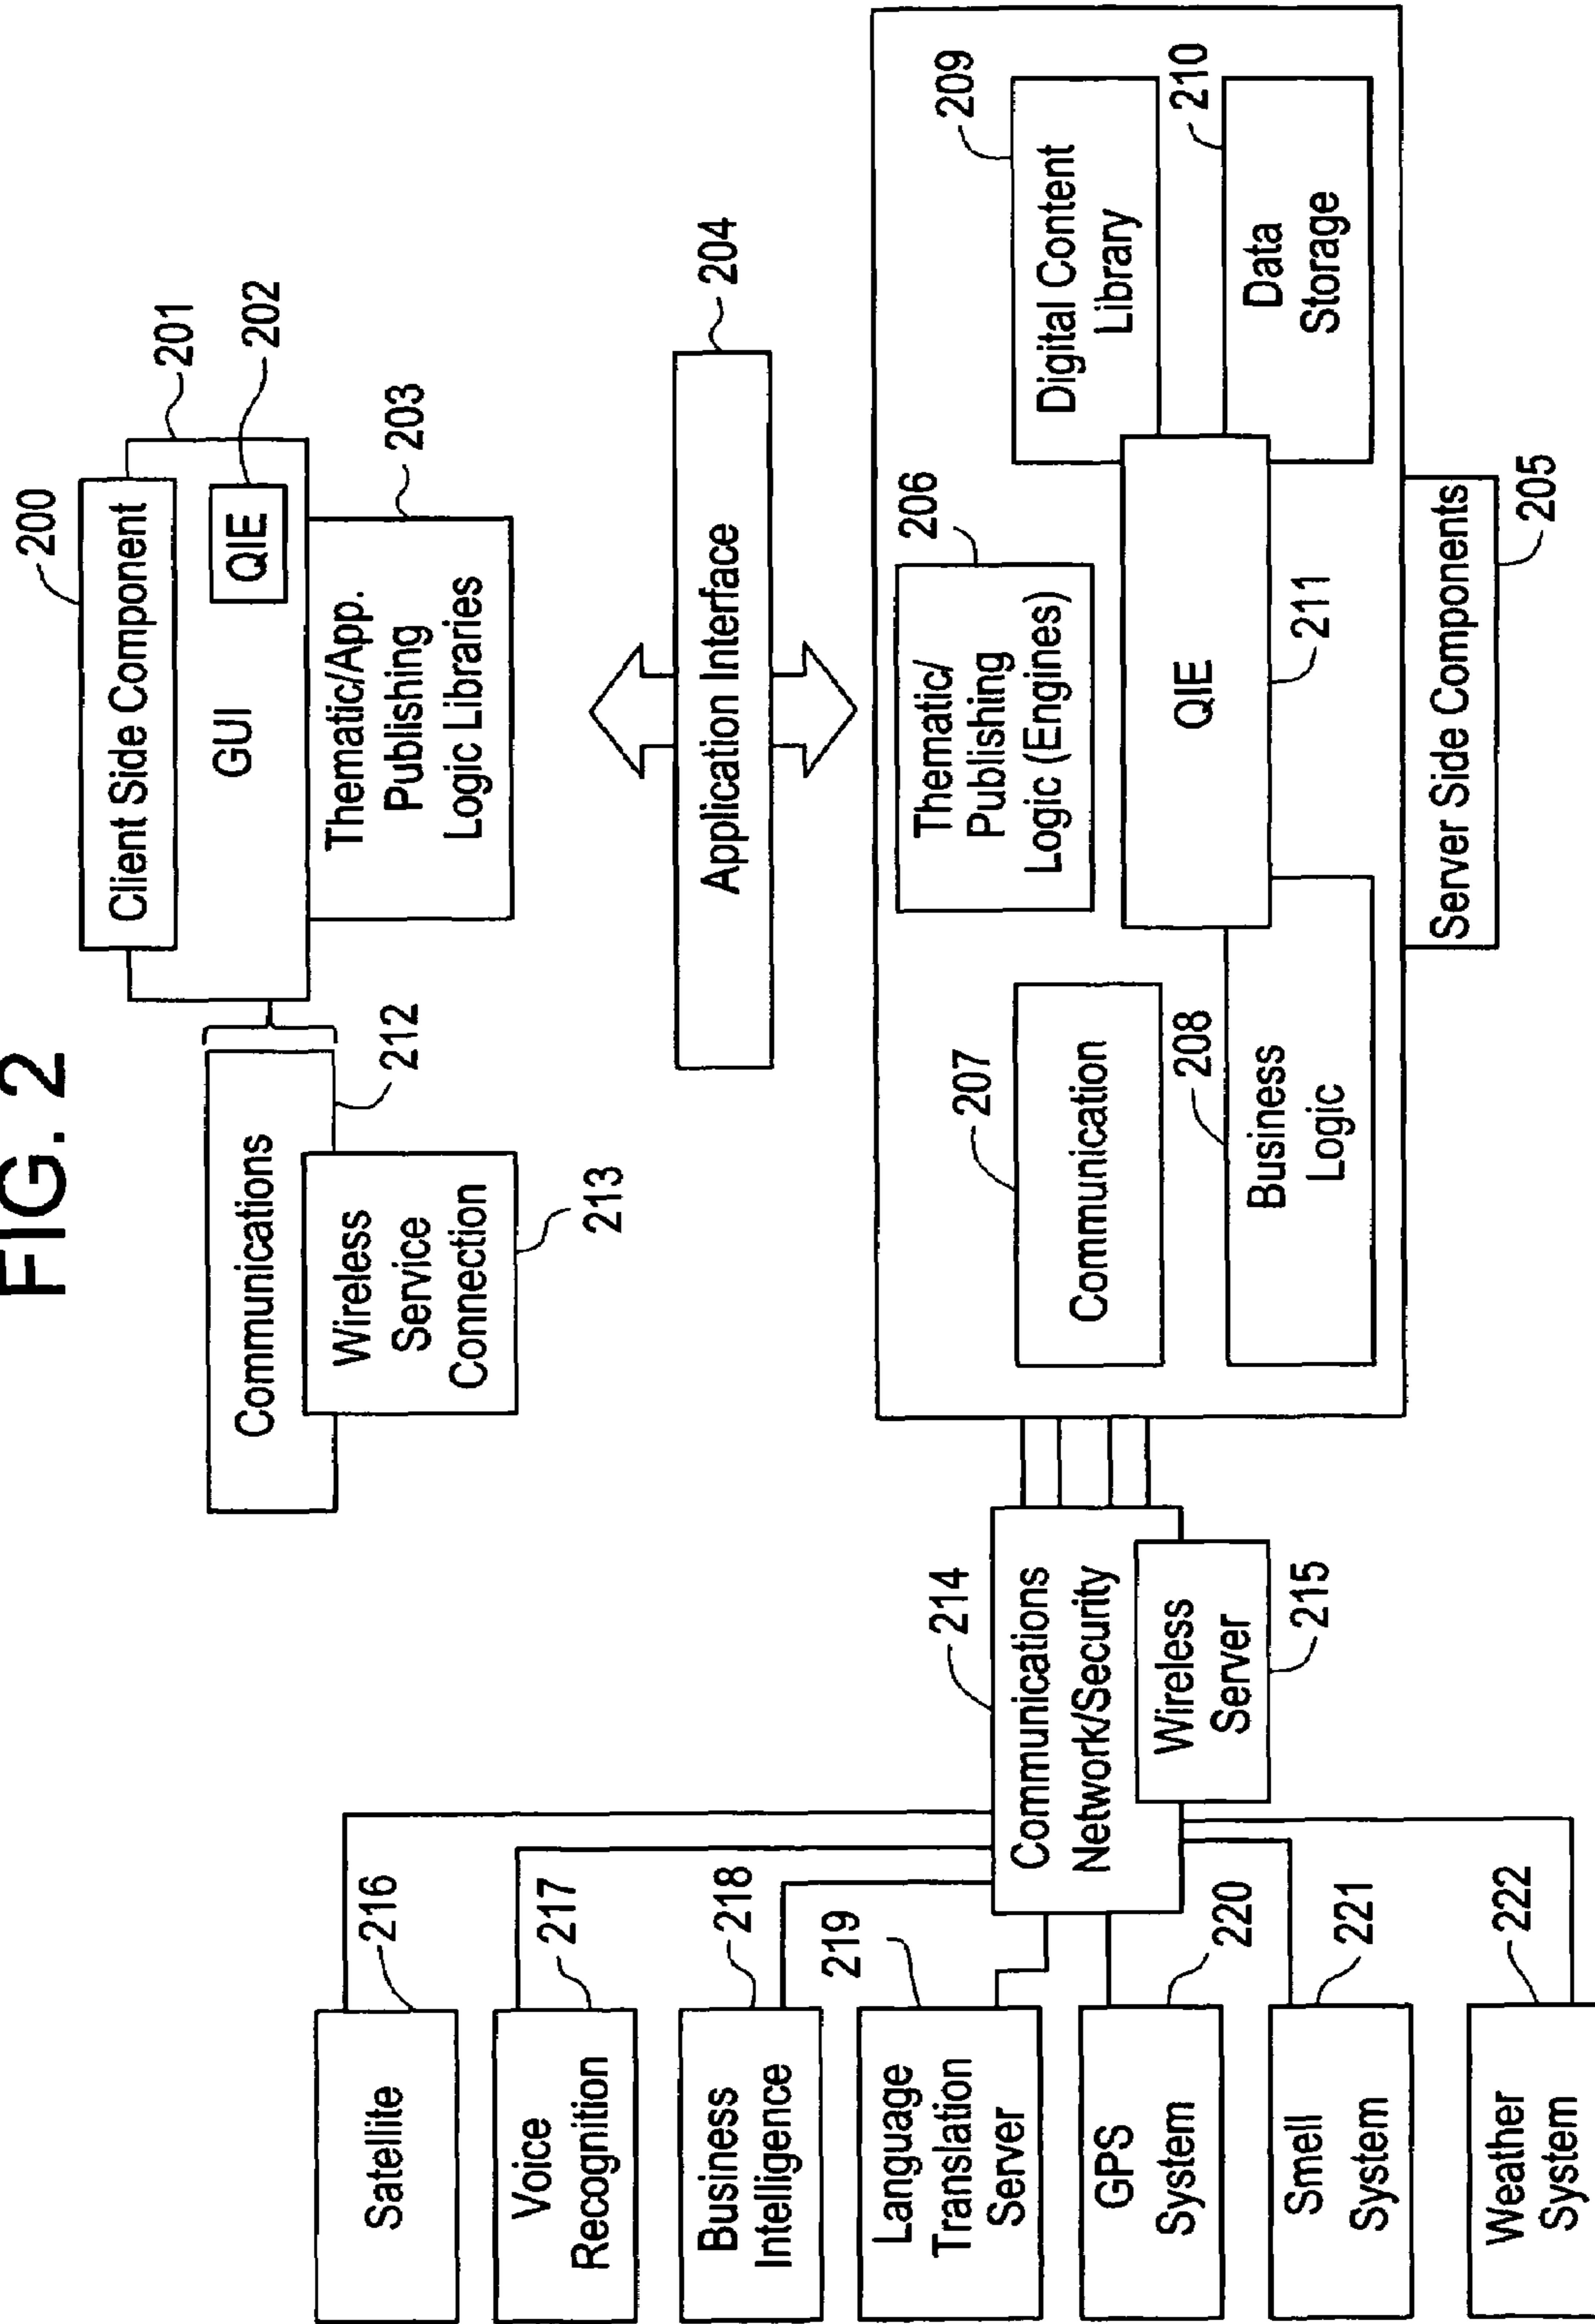 FIG. 2
200
Client Side Component
201
GUI
202
QIE
203
Thematic/App.
Publishing
Logic Libraries
Communications
212
Wireless
Service
Connection
213
204
Application Interface
206
Thematic/
Publishing
Logic (Engines)
207
Communication
208
Business
Logic
209
Digital Content
Library
210
Data
Storage
QIE
211
Server Side Components
205
214
Communications
Network/Security
Wireless
Server
215
Satellite
216
Voice
Recognition
217
Business
Intelligence
218
Language
Translation
Server
219
GPS
System
220
Smell
System
221
Weather
System
222